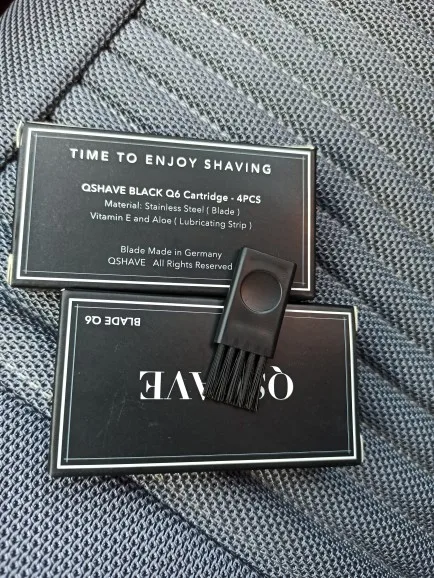 TIME TO ENJOY SHAVING
QSHAVE BLACK Q6 Cartridge - 4PCS
Material: Stainless Steel ( Blade )
Vitamin E and Aloe ( Lubricating Strip )
Blade Made in Germany
QSHAVE All Rights Reserved
BLADE Q6
QSHAVE